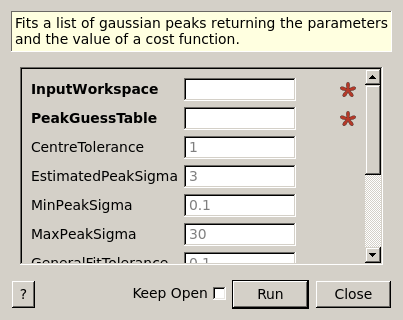 Fits a list of gaussian peaks returning the parameters
and the value of a cost function.
InputWorkspace
PeakGuessTable
CentreTolerance 1
EstimatedPeakSigma 3
MinPeakSigma 0.1
MaxPeakSigma 30
GeneralFitTolerance 0.1
? Keep Open Run Close